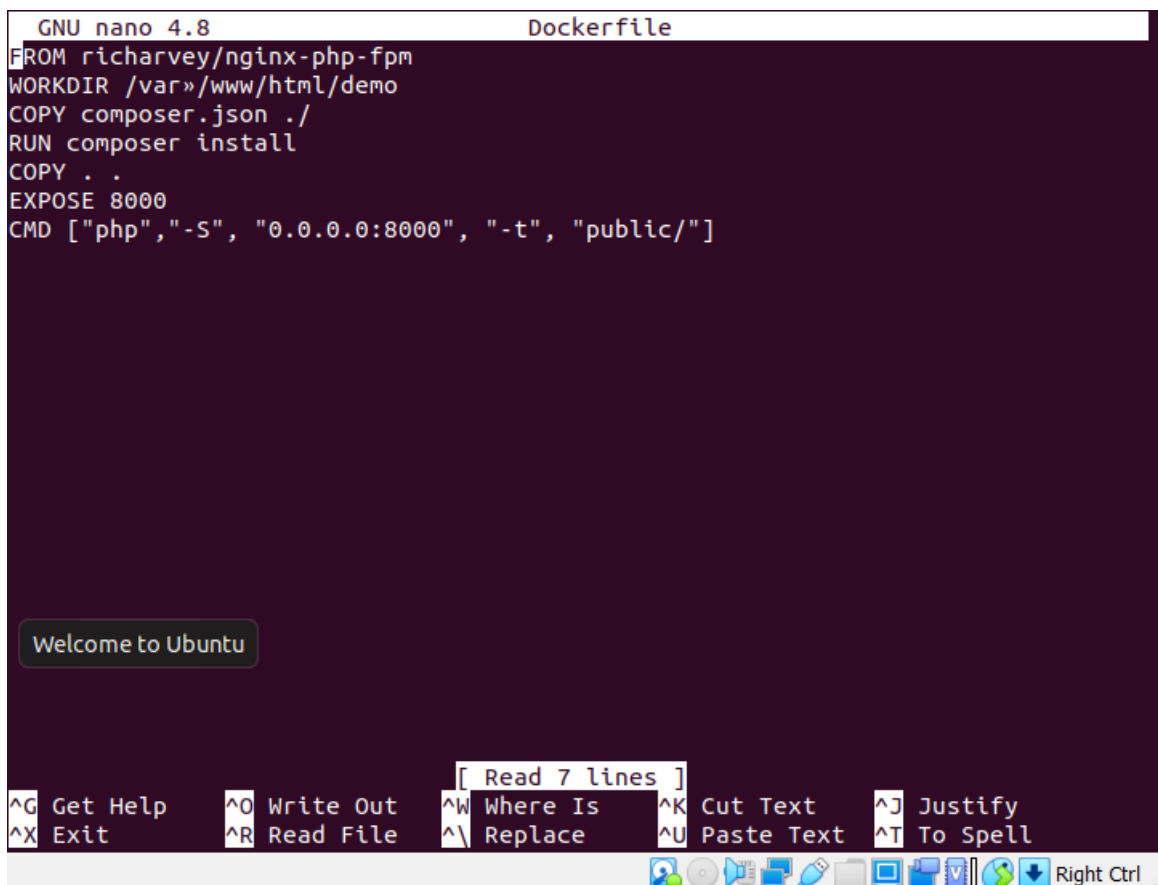 GNU nano 4.8 Dockerfile
FROM richarvey/nginx-php-fpm
WORKDIR /var»/www/html/demo
COPY composer.json ./
RUN composer install
COPY . .
EXPOSE 8000
CMD ["php","-S", "0.0.0.0:8000", "-t", "public/"]
Welcome to Ubuntu
[ Read 7 lines ]
^G Get Help ^O Write Out ^W Where Is ^K Cut Text ^J Justify
^X Exit ^R Read File ^\ Replace ^U Paste Text ^T To Spell
Right Ctrl